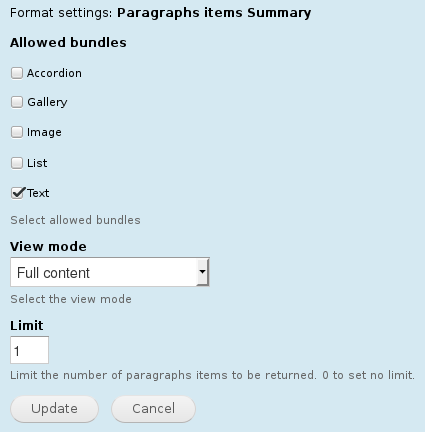 Format settings: Paragraphs items Summary
Allowed bundles
Accordion
Gallery
Image
List
Text
Select allowed bundles
View mode
Full content
Select the view mode
Limit
1
Limit the number of paragraphs items to be returned. 0 to set no limit.
Update Cancel